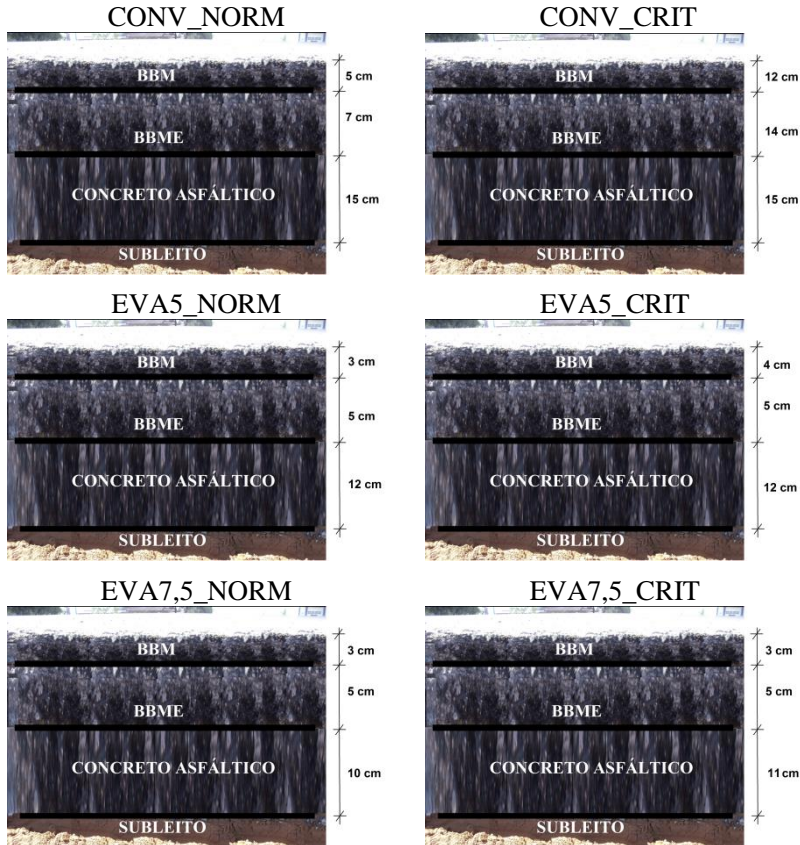 CONV_NORM
BBM
5 cm
7 cm
BBME
CONCRETO ASFÁLTICO
15 cm
SUBLEITO
CONV_CRIT
BBM
12 cm
14 cm
BBME
CONCRETO ASFÁLTICO
15 cm
SUBLEITO
EVA5_NORM
BBM
3 cm
5 cm
BBME
CONCRETO ASFÁLTICO
12 cm
SUBLEITO
EVA5_CRIT
BBM
4 cm
5 cm
BBME
CONCRETO ASFÁLTICO
12 cm
SUBLEITO
EVA7,5_NORM
BBM
3 cm
5 cm
BBME
CONCRETO ASFÁLTICO
10 cm
SUBLEITO
EVA7,5_CRIT
BBM
3 cm
5 cm
BBME
CONCRETO ASFÁLTICO
11 cm
SUBLEITO